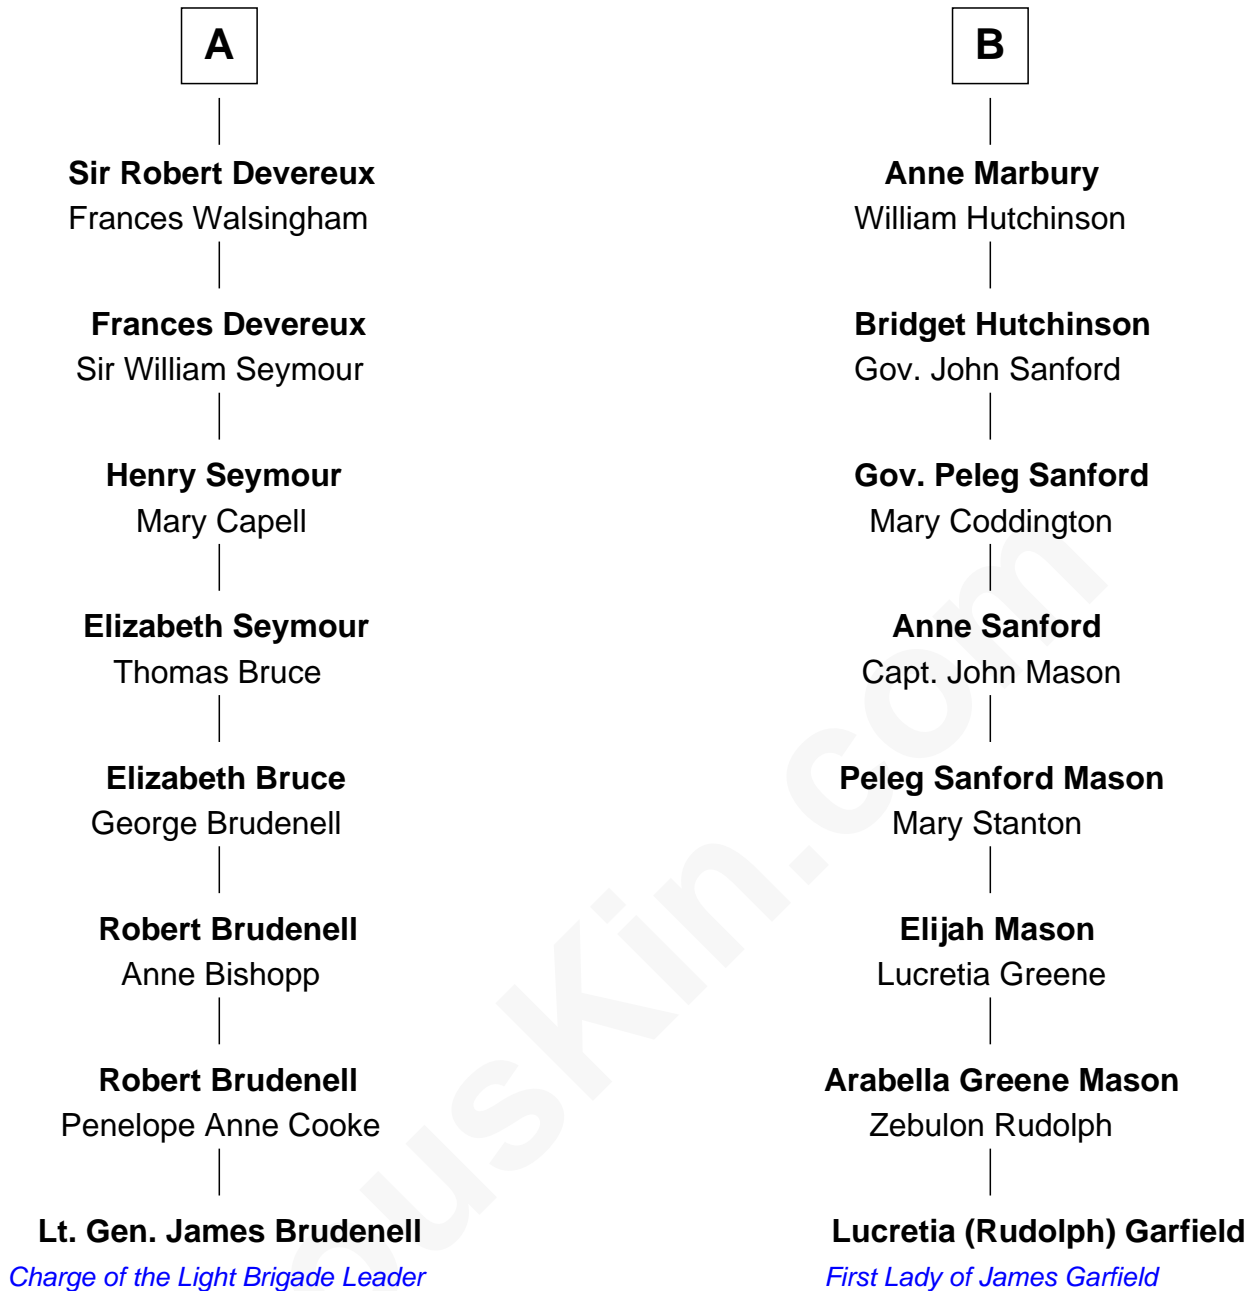 A
Sir Robert Devereux
Frances Walsingham
Frances Devereux
Sir William Seymour
Henry Seymour
Mary Capell
Elizabeth Seymour
Thomas Bruce
Elizabeth Bruce
George Brudenell
Robert Brudenell
Anne Bishopp
Robert Brudenell
Penelope Anne Cooke
Lt. Gen. James Brudenell
Charge of the Light Brigade Leader
B
Anne Marbury
William Hutchinson
Bridget Hutchinson
Gov. John Sanford
Gov. Peleg Sanford
Mary Coddington
Anne Sanford
Capt. John Mason
Peleg Sanford Mason
Mary Stanton
Elijah Mason
Lucretia Greene
Arabella Greene Mason
Zebulon Rudolph
Lucretia (Rudolph) Garfield
First Lady of James Garfield
ousKin.com